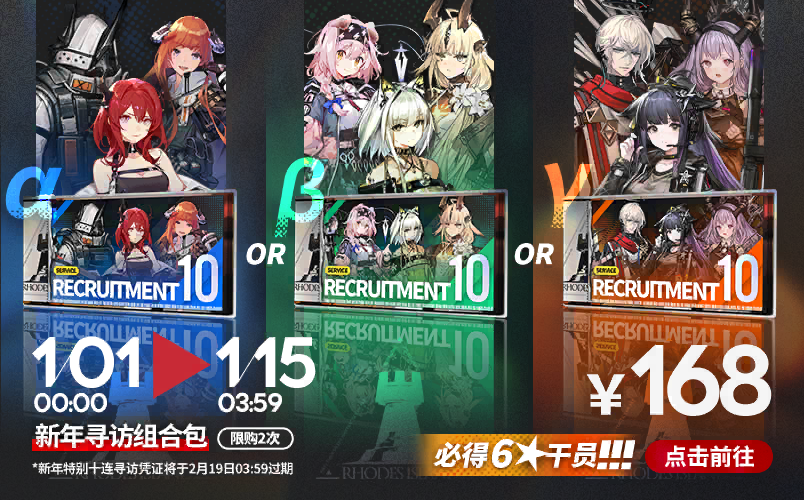 α
β
γ
SERVICE
RECRUITMENT 10
OR
SERVICE
RECRUITMENT 10
OR
SERVICE
RECRUITMENT 10
1/01 1/15
00:00 03:59
¥168
新年寻访组合包 限购2次
*新年特别十连寻访凭证将于2月19日03:59过期
必得6★干员!!!
点击前往